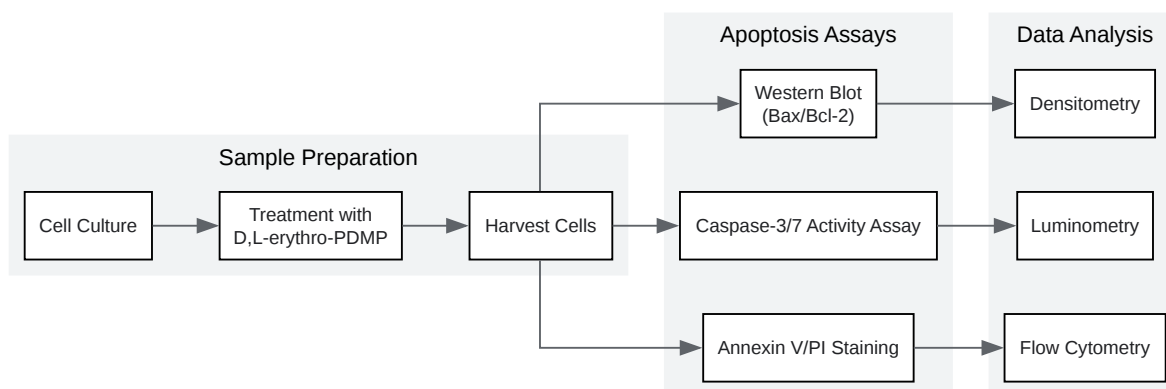 Apoptosis Assays
Data Analysis
Western Blot
(Bax/Bcl-2)
Densitometry
Sample Preparation
Cell Culture
Treatment with
D,L-erythro-PDMP
Harvest Cells
Caspase-3/7 Activity Assay
Luminometry
Annexin V/PI Staining
Flow Cytometry